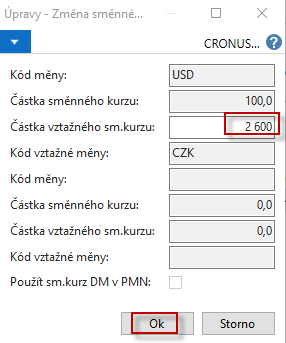 Úpravy - Změna směnné...
CRONUS... ?
Kód měny: USD
Částka směnného kurzu: 100,0
Částka vztažného sm.kurzu: 2 600
Kód vztažné měny: CZK
Kód měny:
Částka směnného kurzu: 0,0
Částka vztažného sm.kurzu: 0,0
Kód vztažné měny:
Použít sm.kurz DM v PMN:
Ok Storno